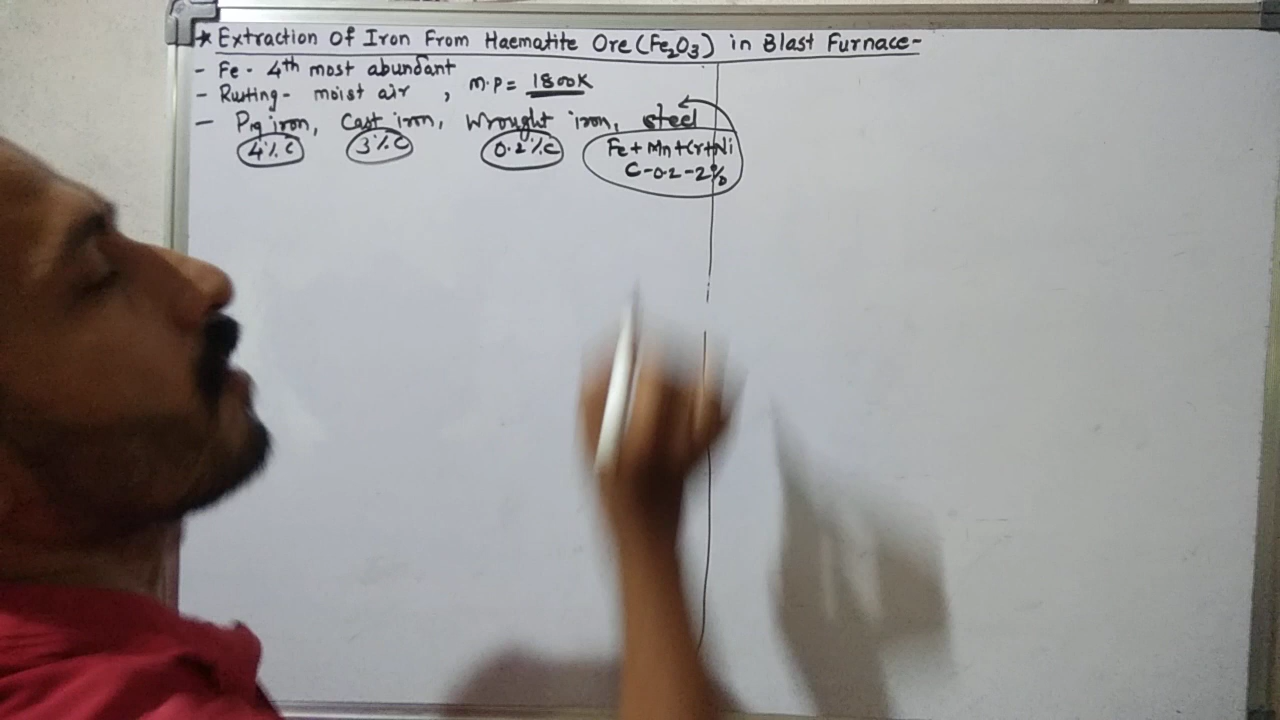 * Extraction Of Iron From Haematite Ore (Fe₂O₃) in Blast Furnace-
- Fe - 4th most abundant
- Rusting - moist air , m.p = 1800K
- Pig iron, Cast iron, Wrought iron, steel
4%C 3%C 0.2%C Fe+Mn+Cr+Ni
C-0.2-2%